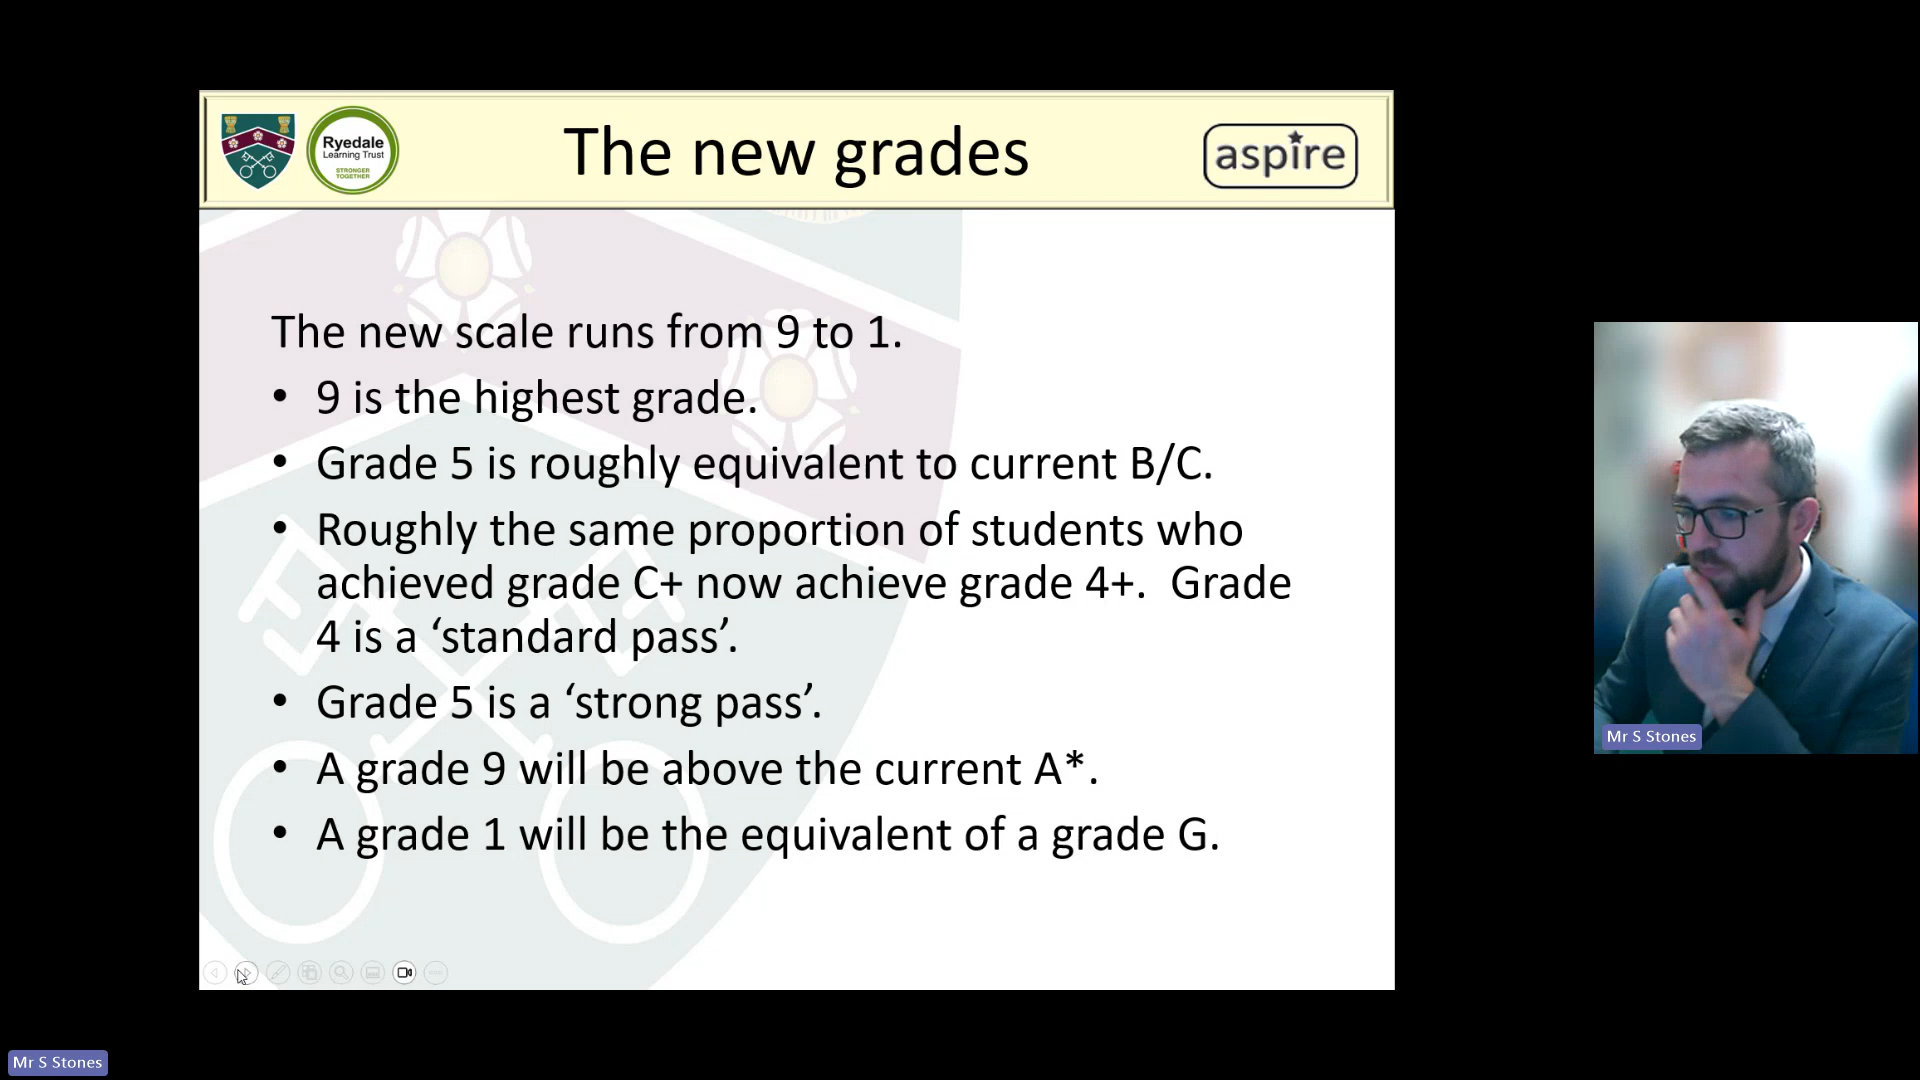 Ryedale
Learning Trust
STRONGER
TOGETHER
The new grades
aspire
The new scale runs from 9 to 1.
• 9 is the highest grade.
• Grade 5 is roughly equivalent to current B/C.
• Roughly the same proportion of students who
achieved grade C+ now achieve grade 4+.  Grade
4 is a ‘standard pass’.
• Grade 5 is a ‘strong pass’.
• A grade 9 will be above the current A*.
• A grade 1 will be the equivalent of a grade G.
Mr S Stones
Mr S Stones